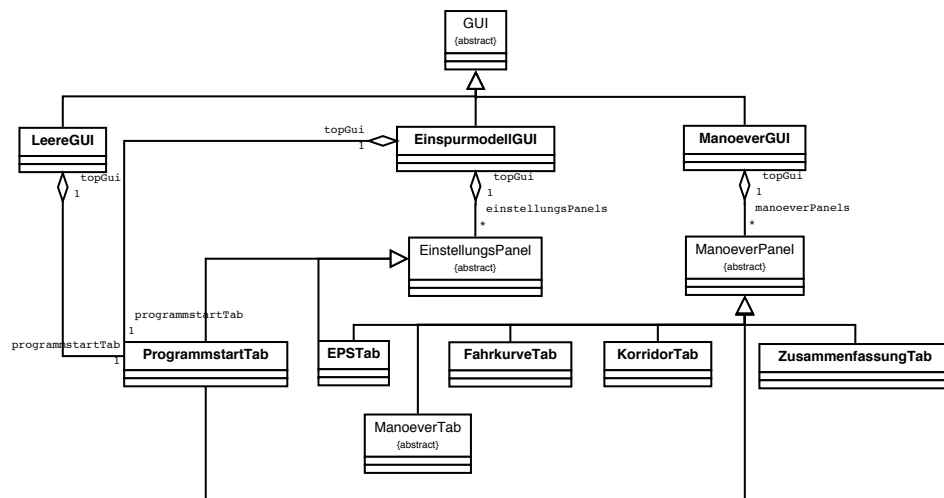 GUI
{abstract}
LeereGUI
topGui
1
EinspurmodellGUI
ManoeverGUI
topGui
1
topGui
1
topGui
1
einstellungsPanels
*
manoeverPanels
*
EinstellungsPanel
{abstract}
ManoeverPanel
{abstract}
programmstartTab
1
programmstartTab
1
ProgrammstartTab
EPSTab
FahrkurveTab
KorridorTab
ZusammenfassungTab
ManoeverTab
{abstract}